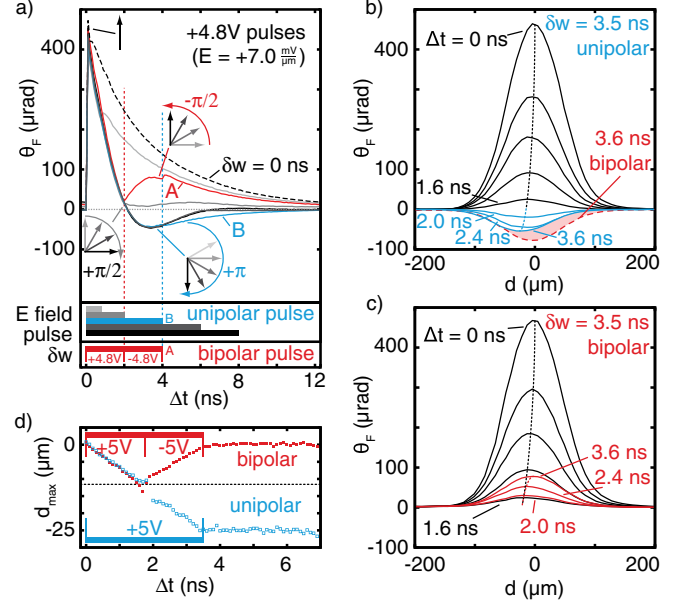 a)
+4.8V pulses
(E = +7.0 mV/μm)
400
100
0
-100
θF (μrad)
-π/2
δw = 0 ns
A
B
+π/2
+π
E field
pulse
δw
unipolar pulse
B
+4.8V
-4.8V
A
bipolar pulse
0
4
8
12
Δt (ns)
b)
δw = 3.5 ns
unipolar
Δt = 0 ns
400
100
0
-100
θF (μrad)
3.6 ns
bipolar
1.6 ns
2.0 ns
2.4 ns
3.6 ns
-200
0
200
d (μm)
c)
δw = 3.5 ns
bipolar
Δt = 0 ns
400
100
0
100
θF (μrad)
3.6 ns
2.4 ns
1.6 ns
2.0 ns
-200
0
200
d (μm)
d)
0
-10
-25
dmax (μm)
+5V
-5V
bipolar
unipolar
+5V
0
2
4
6
Δt (ns)